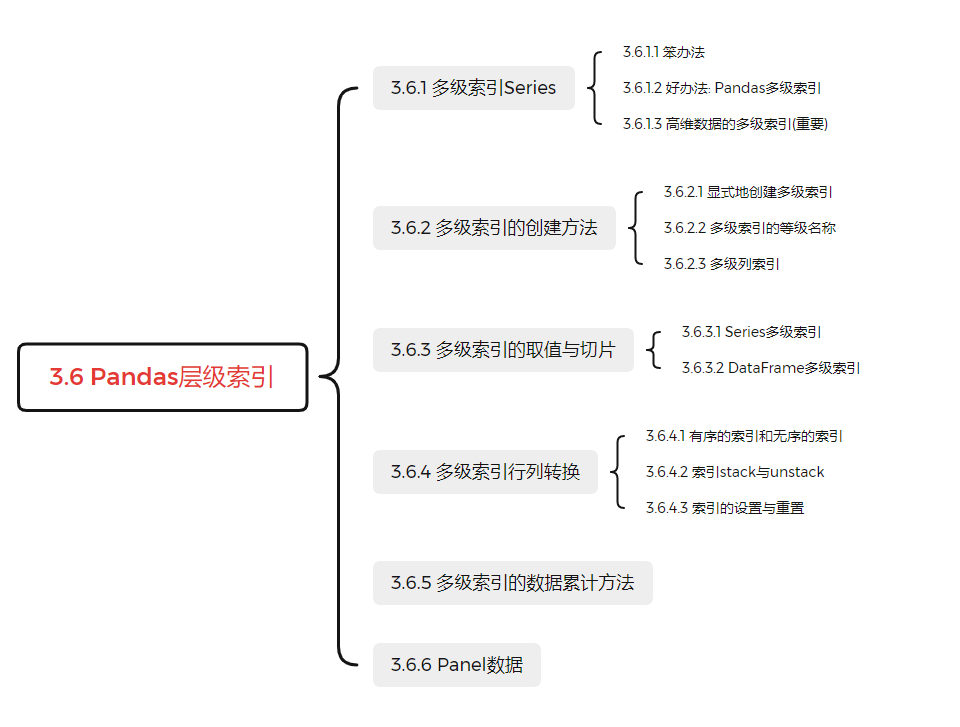 3.6 Pandas层级索引
3.6.1 多级索引Series
3.6.1.1 笨办法
3.6.1.2 好办法: Pandas多级索引
3.6.1.3 高维数据的多级索引(重要)
3.6.2 多级索引的创建方法
3.6.2.1 显式地创建多级索引
3.6.2.2 多级索引的等级名称
3.6.2.3 多级列索引
3.6.3 多级索引的取值与切片
3.6.3.1 Series多级索引
3.6.3.2 DataFrame多级索引
3.6.4 多级索引行列转换
3.6.4.1 有序的索引和无序的索引
3.6.4.2 索引stack与unstack
3.6.4.3 索引的设置与重置
3.6.5 多级索引的数据累计方法
3.6.6 Panel数据